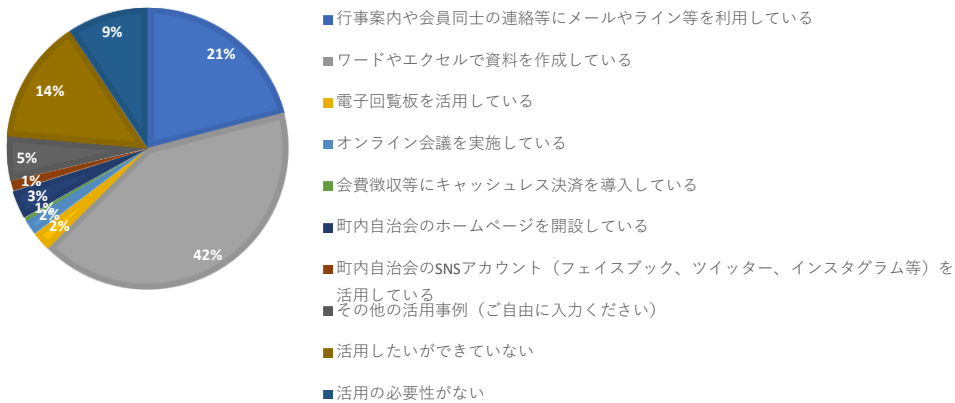 9%
21%
14%
5%
1%
3%
1%
2%
2%
42%
行事案内や会員同士の連絡等にメールやライン等を利用している
ワードやエクセルで資料を作成している
電子回覧板を活用している
オンライン会議を実施している
会費徴収等にキャッシュレス決済を導入している
町内自治会のホームページを開設している
町内自治会のSNSアカウント（フェイスブック、ツイッター、インスタグラム等）を
活用している
その他の活用事例（ご自由に入力ください）
活用したいができていない
活用の必要性がない